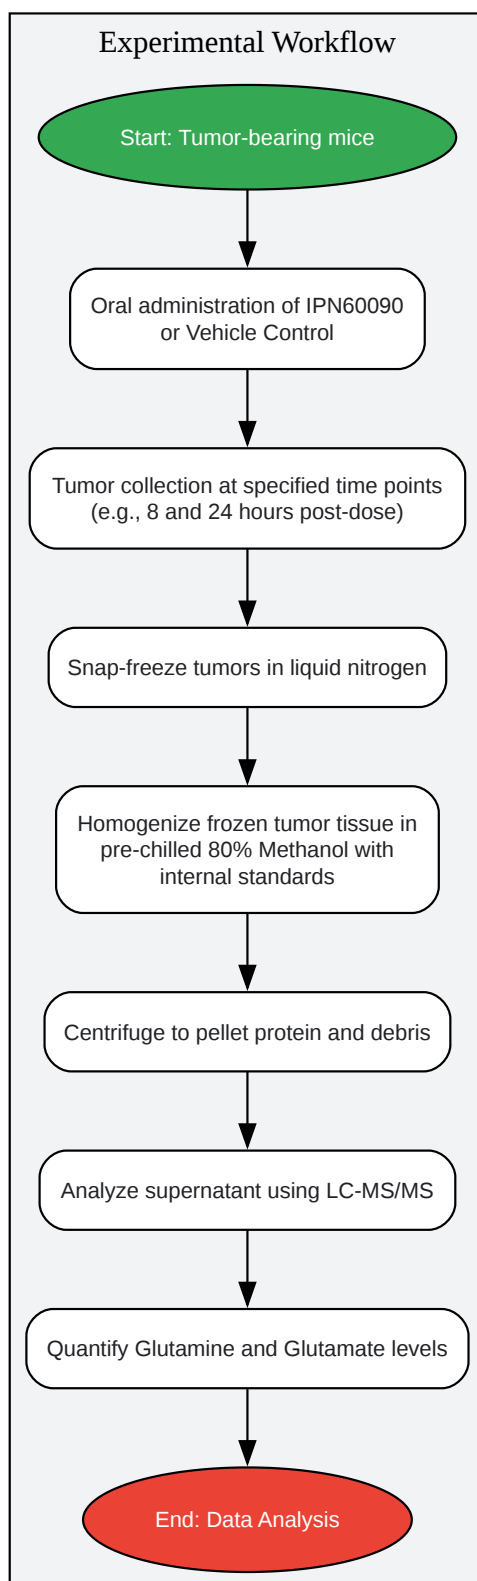 Experimental Workflow
Start: Tumor-bearing mice
Oral administration of IPN60090
or Vehicle Control
Tumor collection at specified time points
(e.g., 8 and 24 hours post-dose)
Snap-freeze tumors in liquid nitrogen
Homogenize frozen tumor tissue in
pre-chilled 80% Methanol with
internal standards
Centrifuge to pellet protein and debris
Analyze supernatant using LC-MS/MS
Quantify Glutamine and Glutamate levels
End: Data Analysis